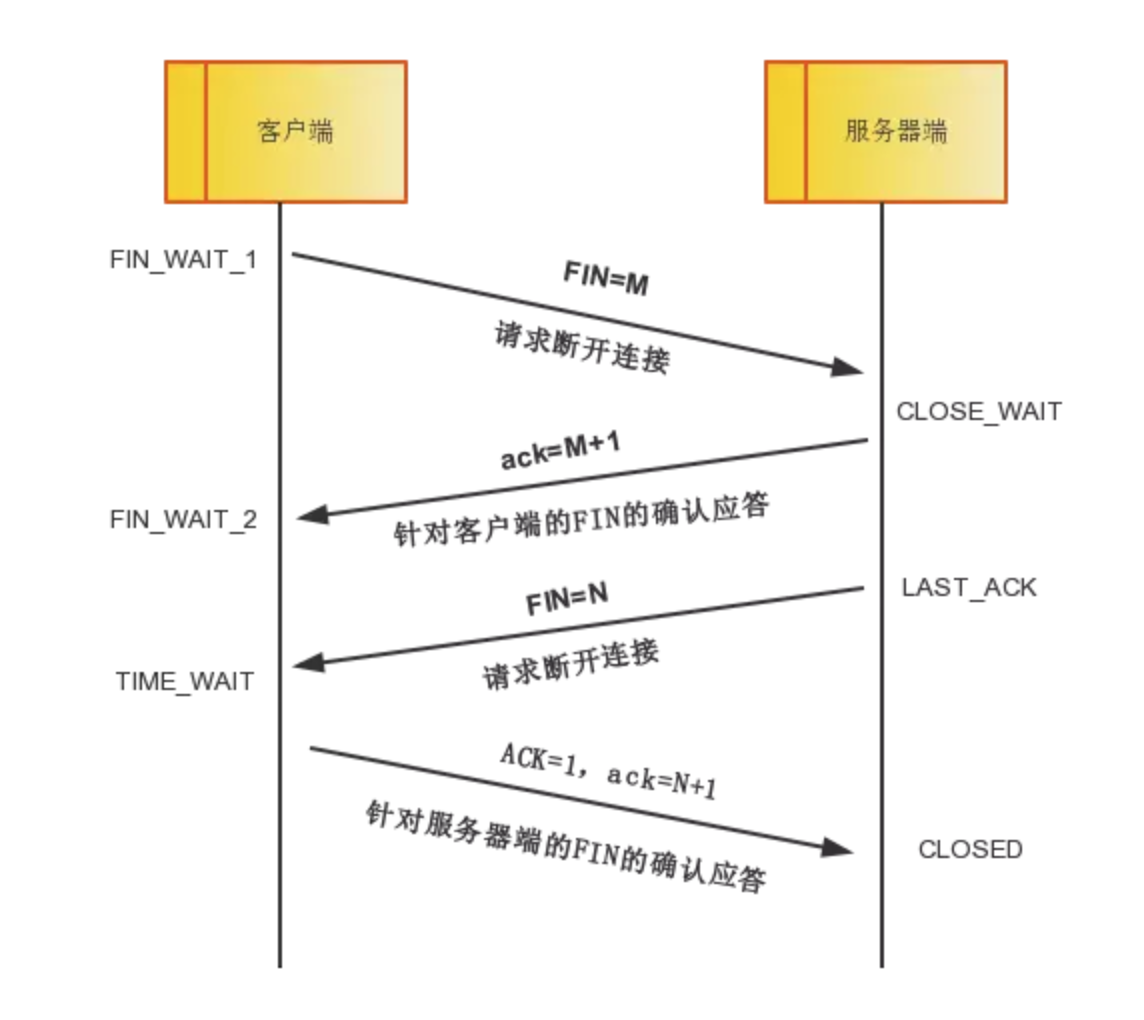 客户端
服务器端
FIN_WAIT_1
FIN=M
请求断开连接
CLOSE_WAIT
ack=M+1
针对客户端的FIN的确认应答
FIN_WAIT_2
LAST_ACK
FIN=N
请求断开连接
TIME_WAIT
ACK=1, ack=N+1
针对服务器端的FIN的确认应答
CLOSED